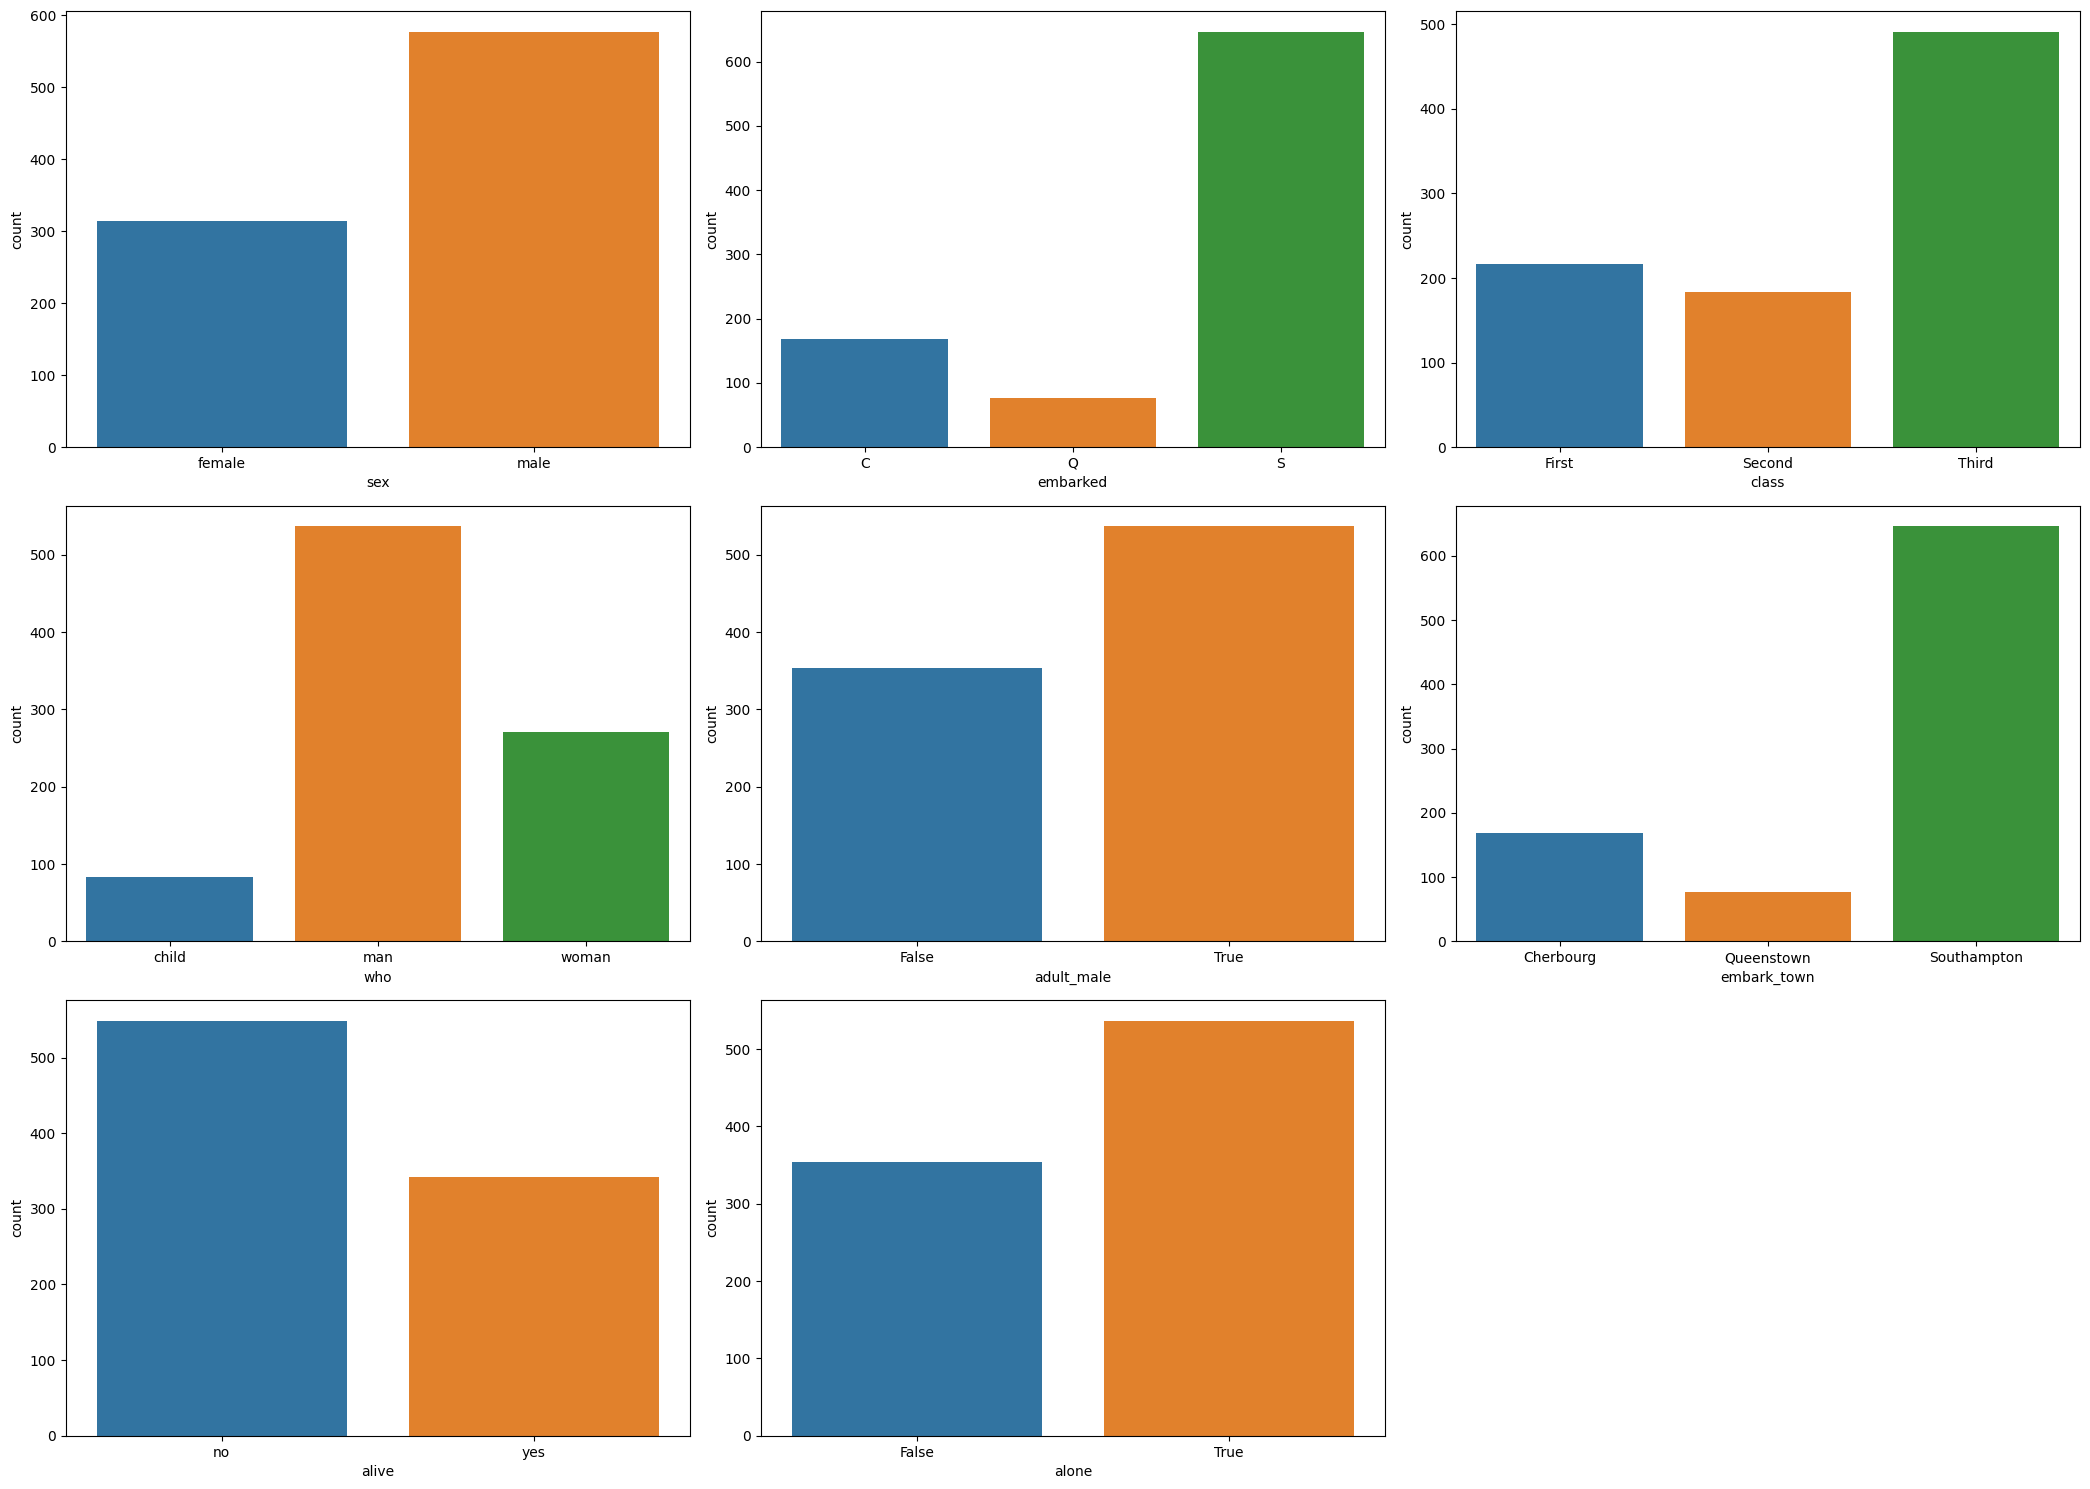 600
500
400
300
200
100
0
count
female male
sex
600
500
400
300
200
100
0
count
C Q S
embarked
500
400
300
200
100
0
count
First Second Third
class
500
400
300
200
100
0
count
child man woman
who
500
400
300
200
100
0
count
False True
adult_male
600
500
400
300
200
100
0
count
Cherbourg Queenstown Southampton
embark_town
500
400
300
200
100
0
count
no yes
alive
500
400
300
200
100
0
count
False True
alone